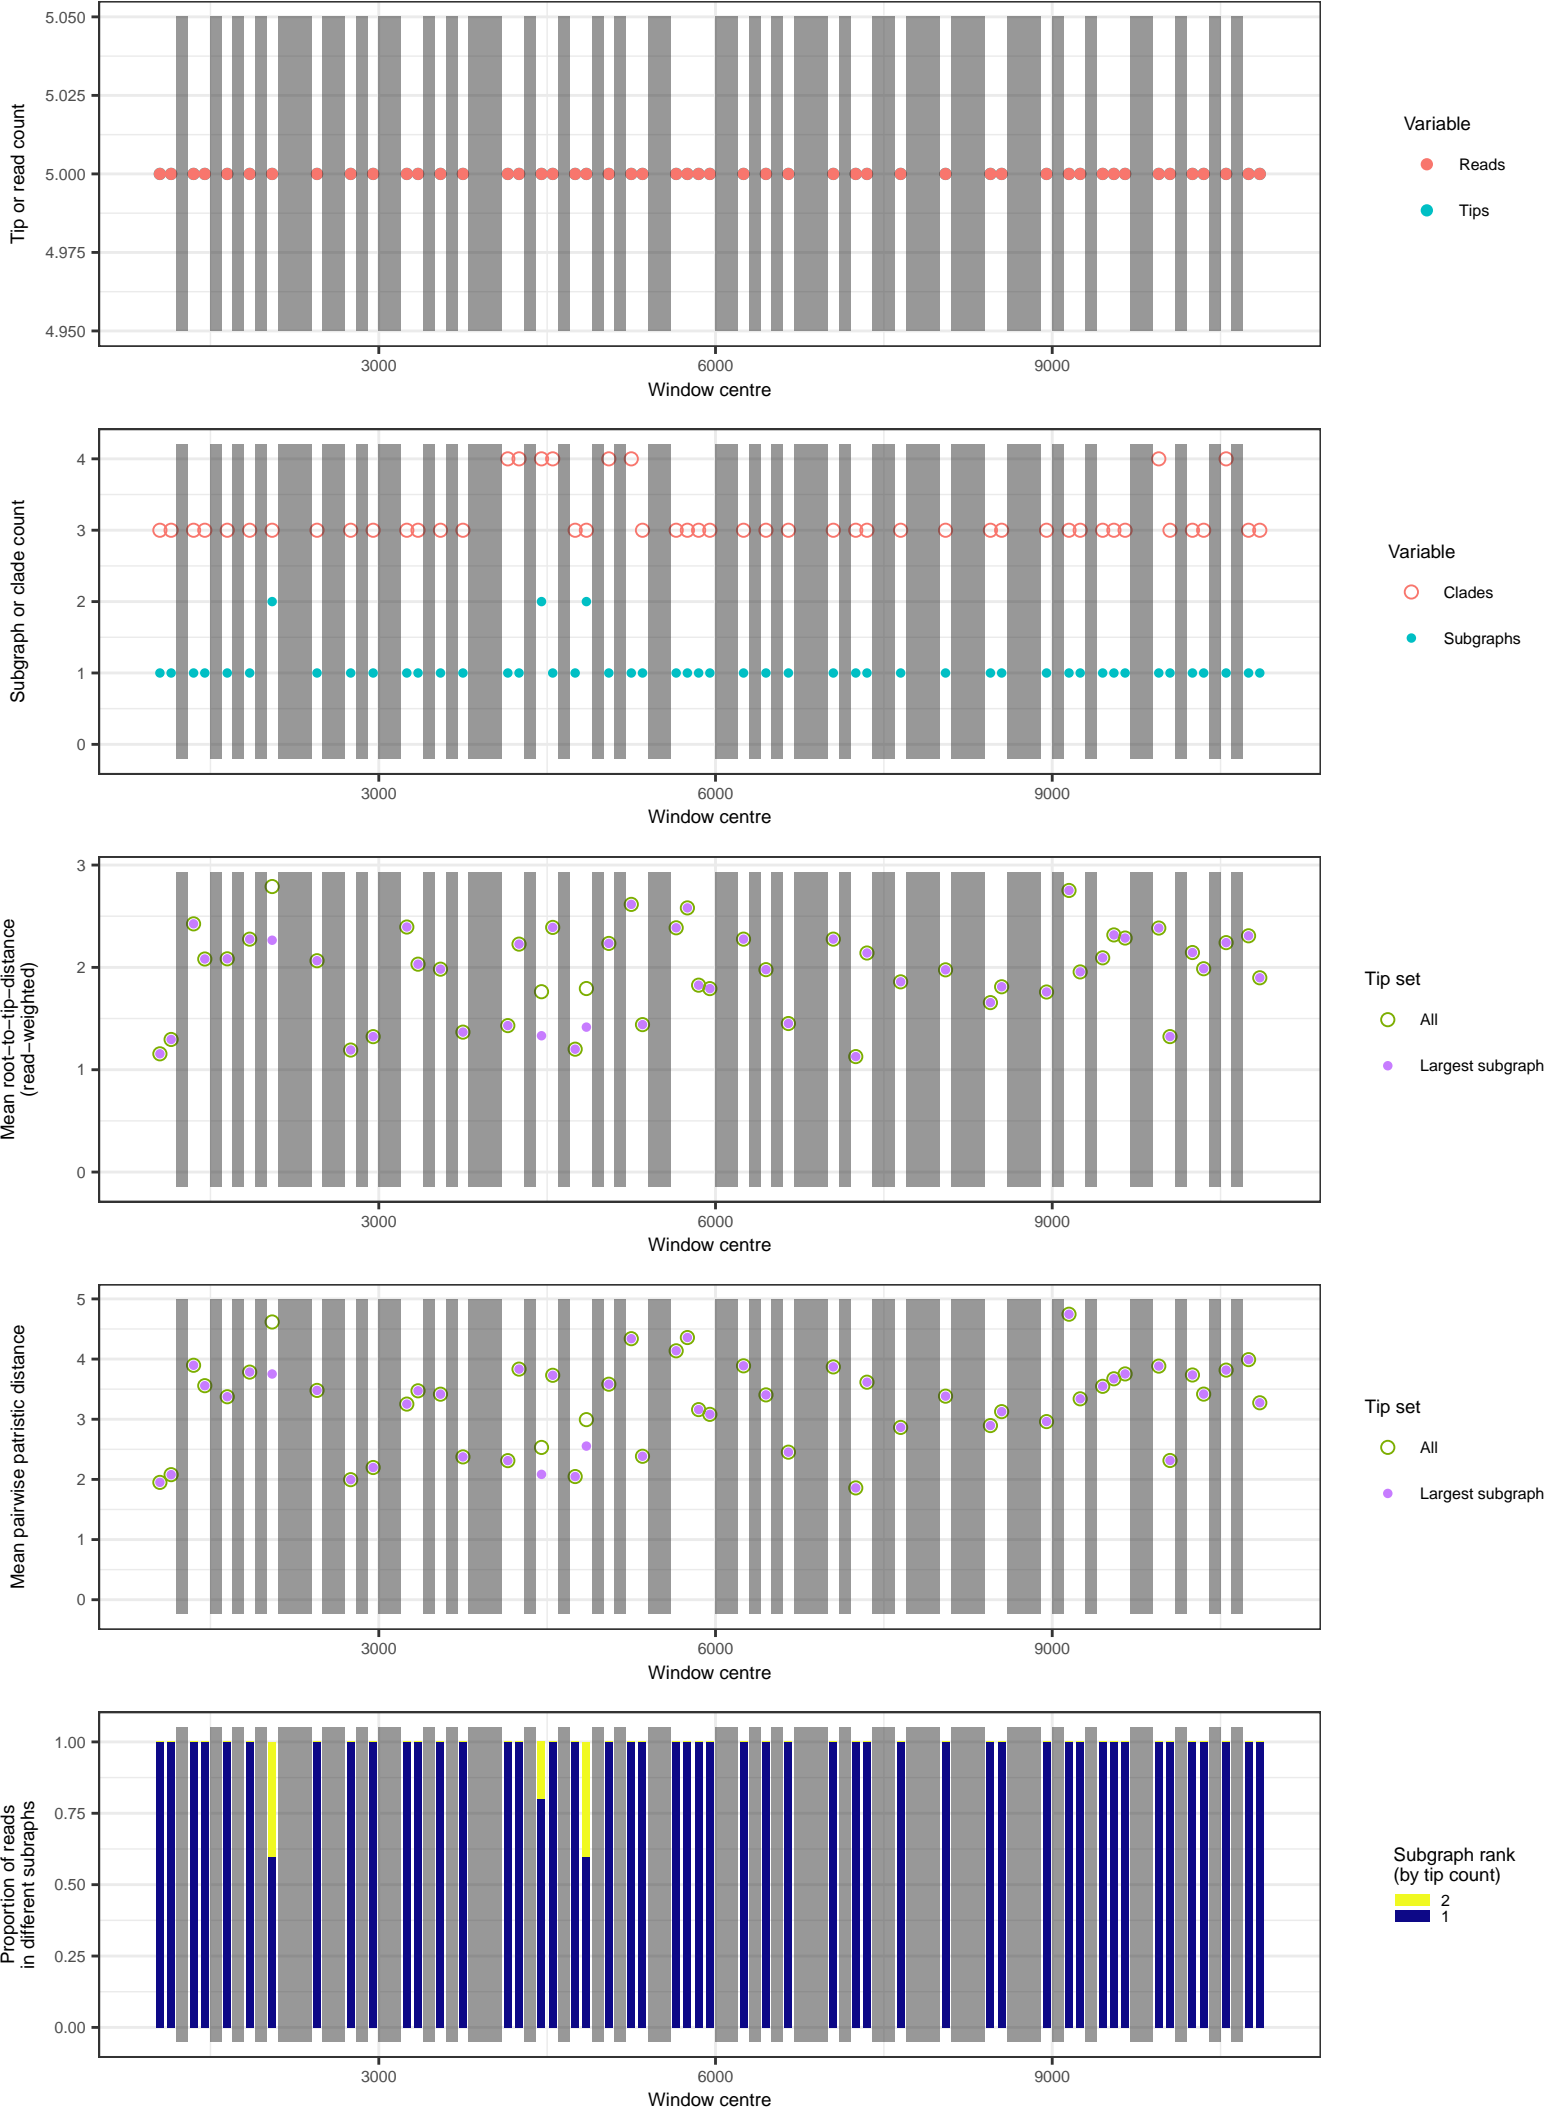 5.050
5.025
5.000
4.975
4.950
Tip or read count
3000
6000
9000
Window centre
Variable
Reads
Tips
4
3
2
1
0
Subgraph or clade count
3000
6000
9000
Window centre
Variable
Clades
Subgraphs
3
2
1
0
Mean root−to−tip−distance
(read−weighted)
3000
6000
9000
Window centre
Tip set
All
Largest subgraph
5
4
3
2
1
0
Mean pairwise patristic distance
3000
6000
9000
Window centre
Tip set
All
Largest subgraph
1.00
0.75
0.50
0.25
0.00
Proportion of reads
in different subraphs
3000
6000
9000
Window centre
Subgraph rank
(by tip count)
2
1